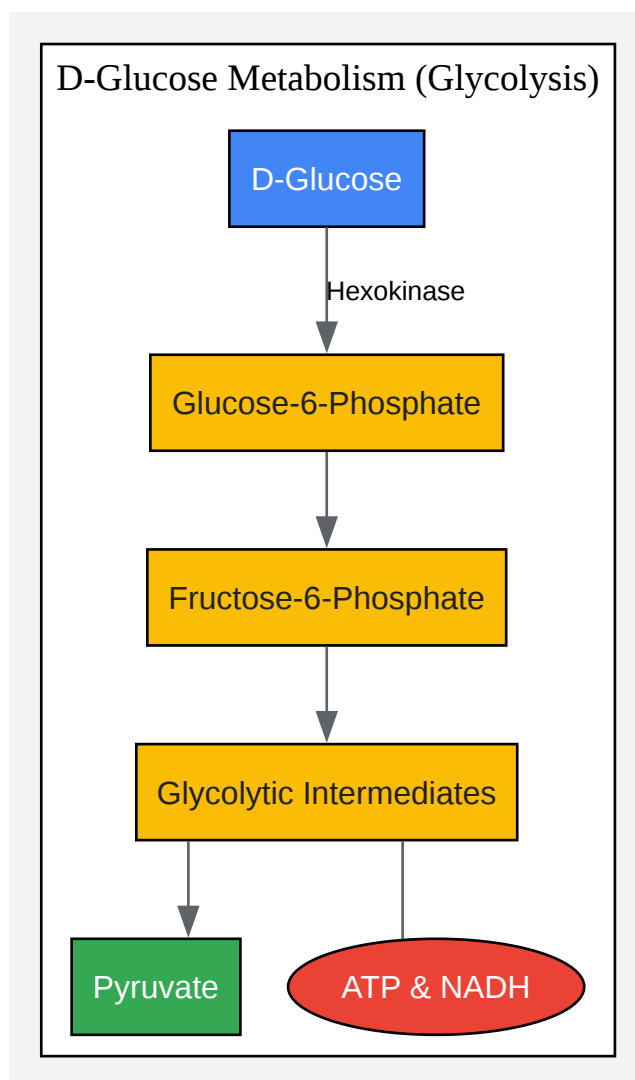 D-Glucose Metabolism (Glycolysis)
D-Glucose
Hexokinase
Glucose-6-Phosphate
Fructose-6-Phosphate
Glycolytic Intermediates
Pyruvate
ATP & NADH